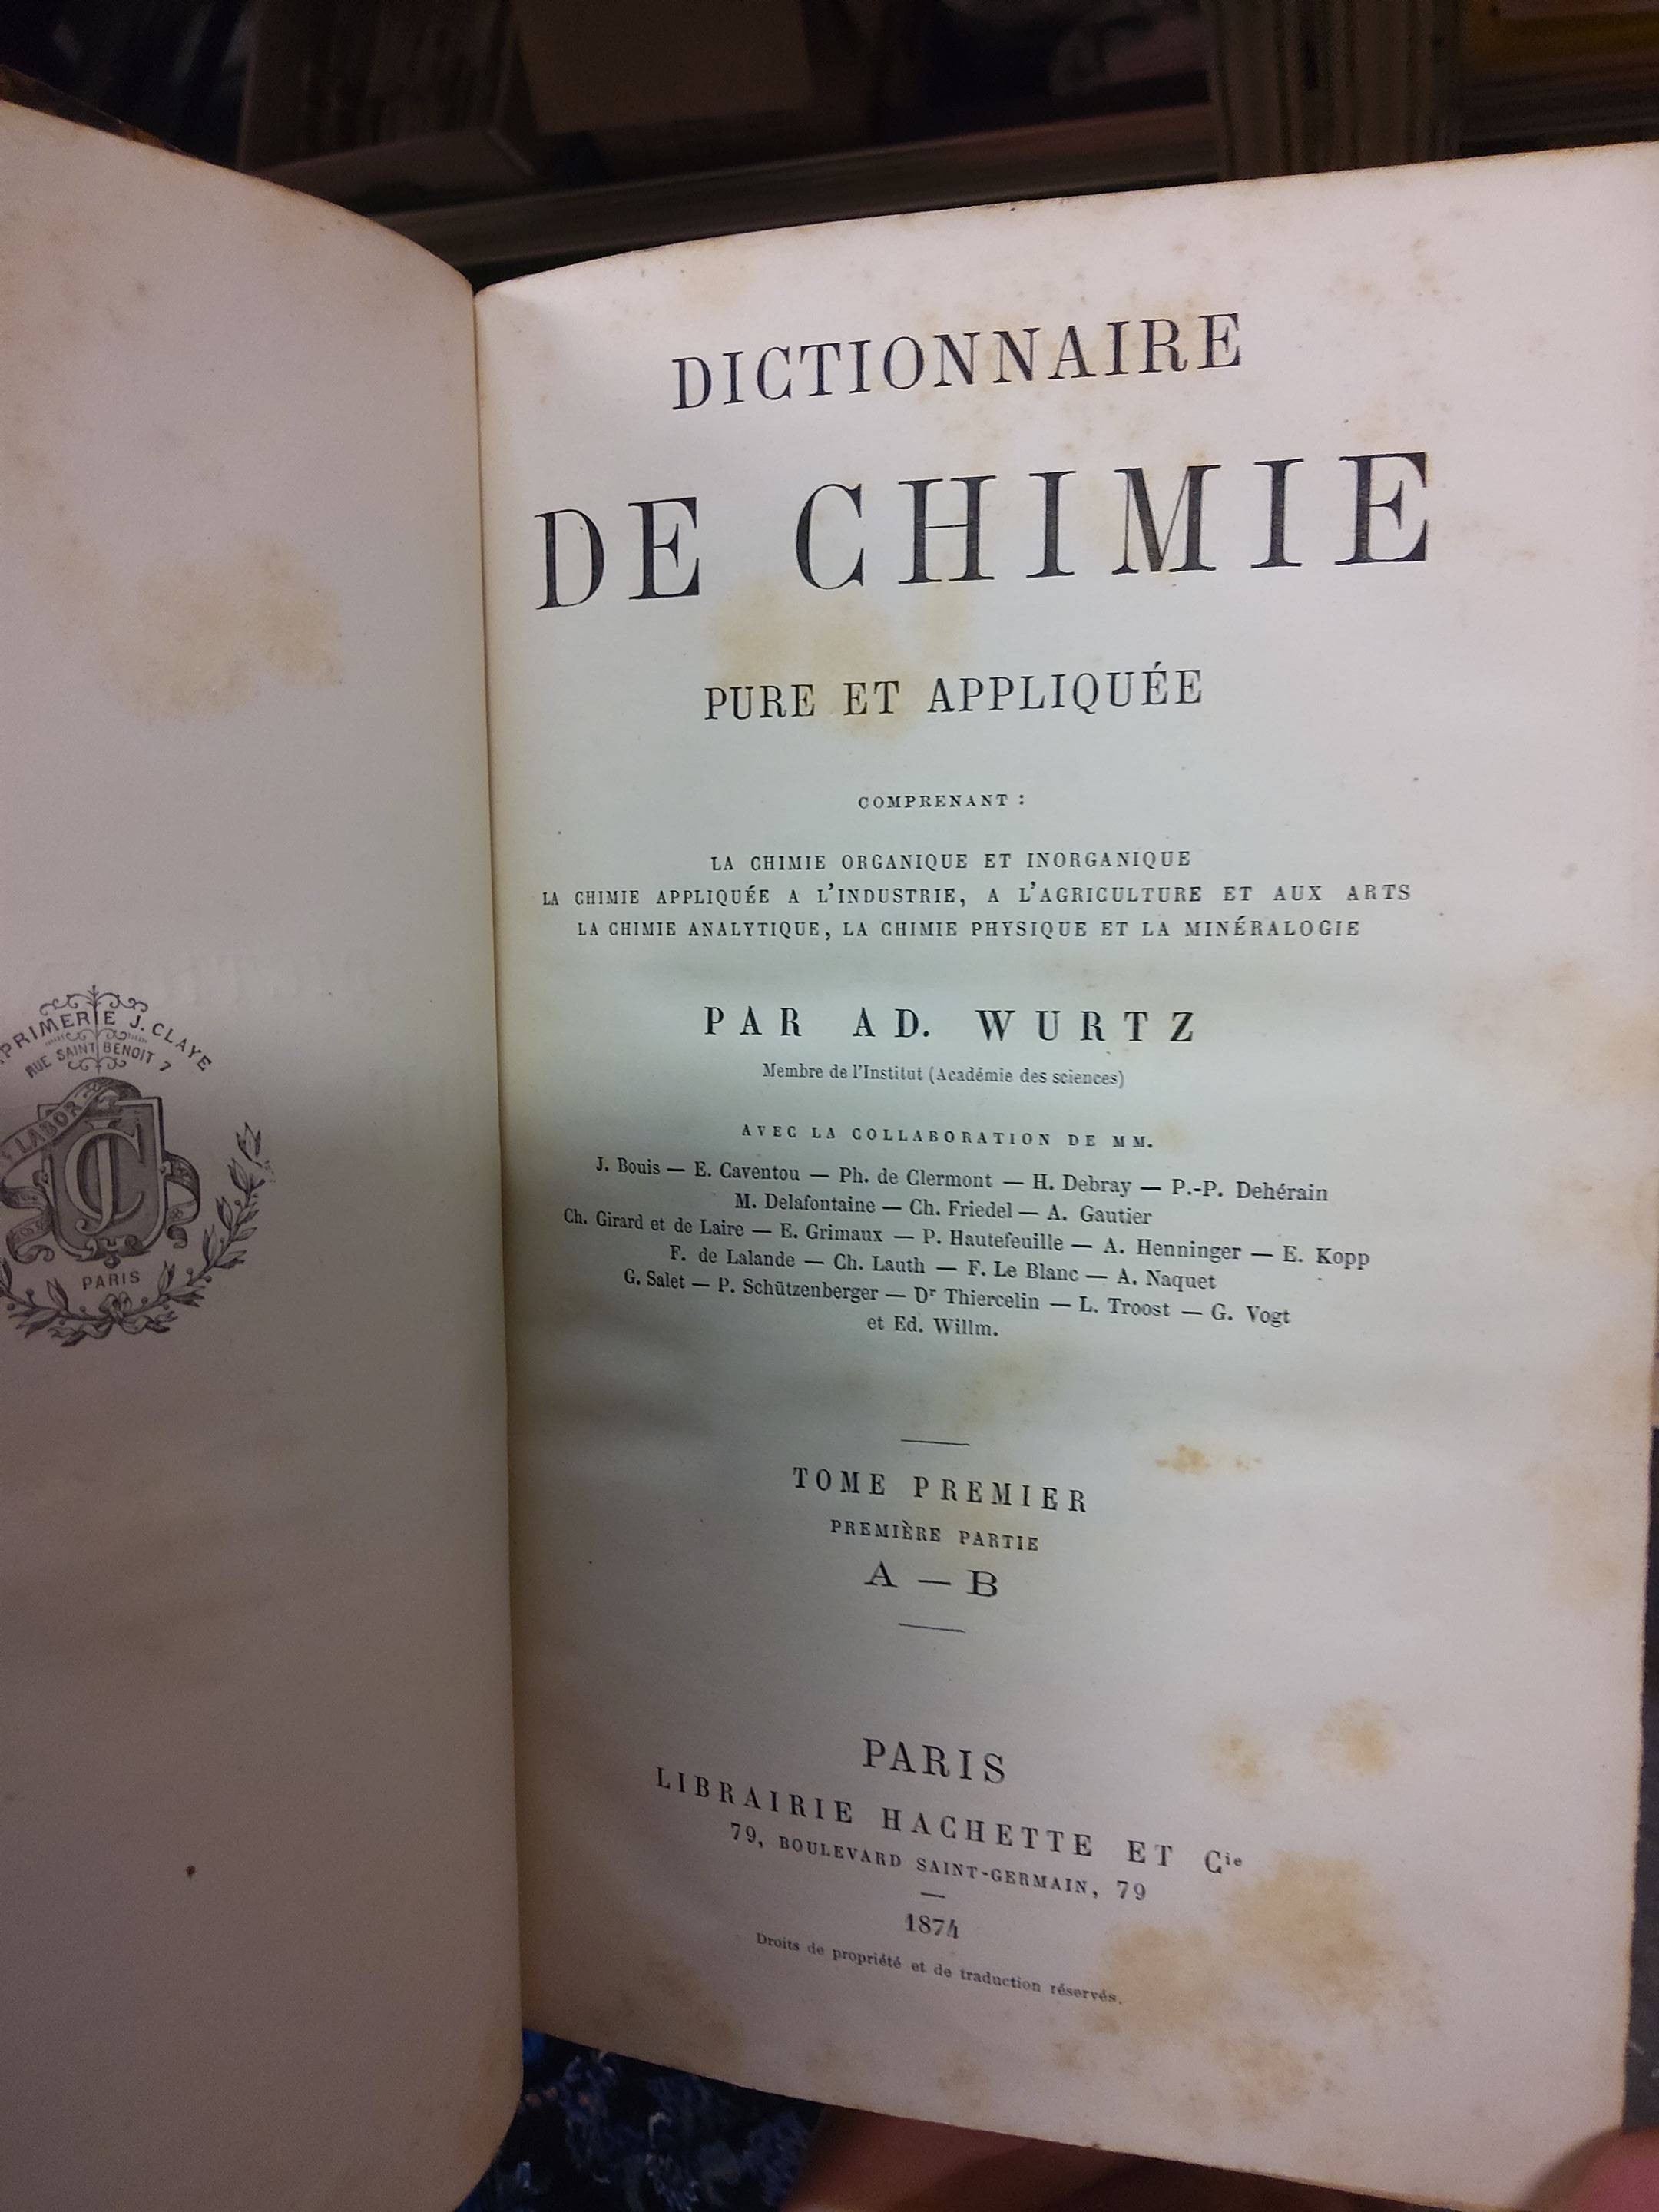 PRIMERIE J. CLAYE
RUE SAINT BENOIT 7
LABOR
JC
PARIS
DICTIONNAIRE
DE CHIMIE
PURE ET APPLIQUÉE
COMPRENANT :
LA CHIMIE ORGANIQUE ET INORGANIQUE
LA CHIMIE APPLIQUÉE A L'INDUSTRIE, A L'AGRICULTURE ET AUX ARTS
LA CHIMIE ANALYTIQUE, LA CHIMIE PHYSIQUE ET LA MINÉRALOGIE
PAR AD. WURTZ
Membre de l'Institut (Académie des sciences)
AVEC LA COLLABORATION DE MM.
J. Bouis — E. Caventou — Ph. de Clermont — H. Debray — P.-P. Dehérain
M. Delafontaine — Ch. Friedel — A. Gautier
Ch. Girard et de Laire — E. Grimaux — P. Hautefeuille — A. Henninger — E. Kopp
F. de Lalande — Ch. Lauth — F. Le Blanc — A. Naquet
G. Salet — P. Schützenberger — Dr Thiercelin — L. Troost — G. Vogt
et Ed. Willm.
TOME PREMIER
PREMIÈRE PARTIE
A — B
PARIS
LIBRAIRIE HACHETTE ET Cie
79, BOULEVARD SAINT-GERMAIN, 79
1874
Droits de propriété et de traduction réservés.